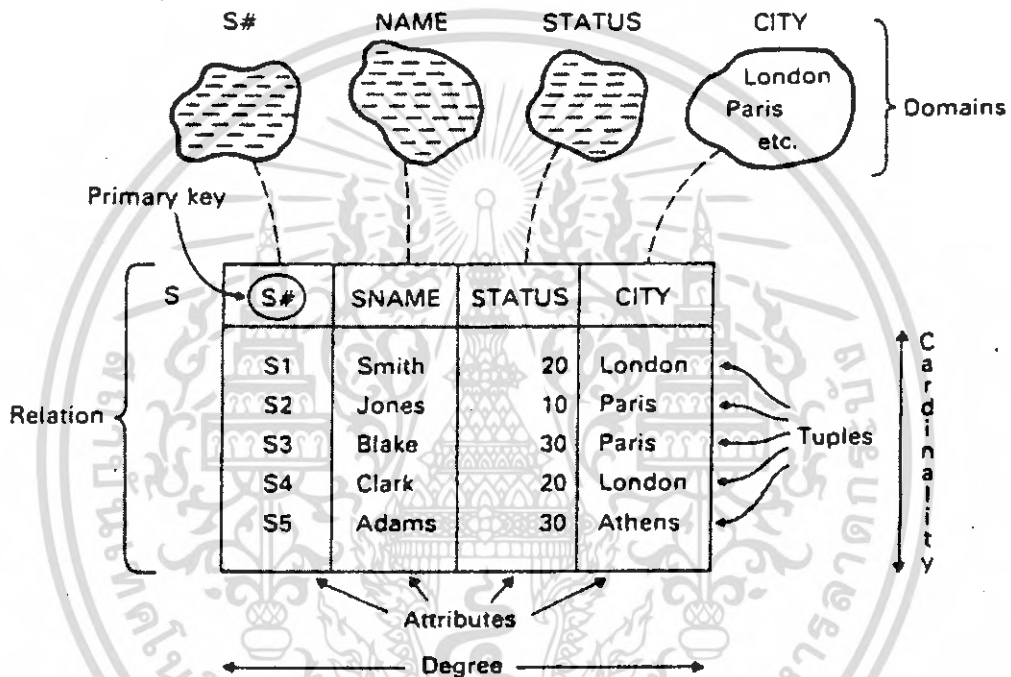 S# NAME STATUS CITY
London
Paris
etc.
Domains
Primary key
S S# SNAME STATUS CITY
S1 Smith 20 London
S2 Jones 10 Paris
S3 Blake 30 Paris
S4 Clark 20 London
S5 Adams 30 Athens
Relation
Tuples
Cardinality
Attributes
Degree